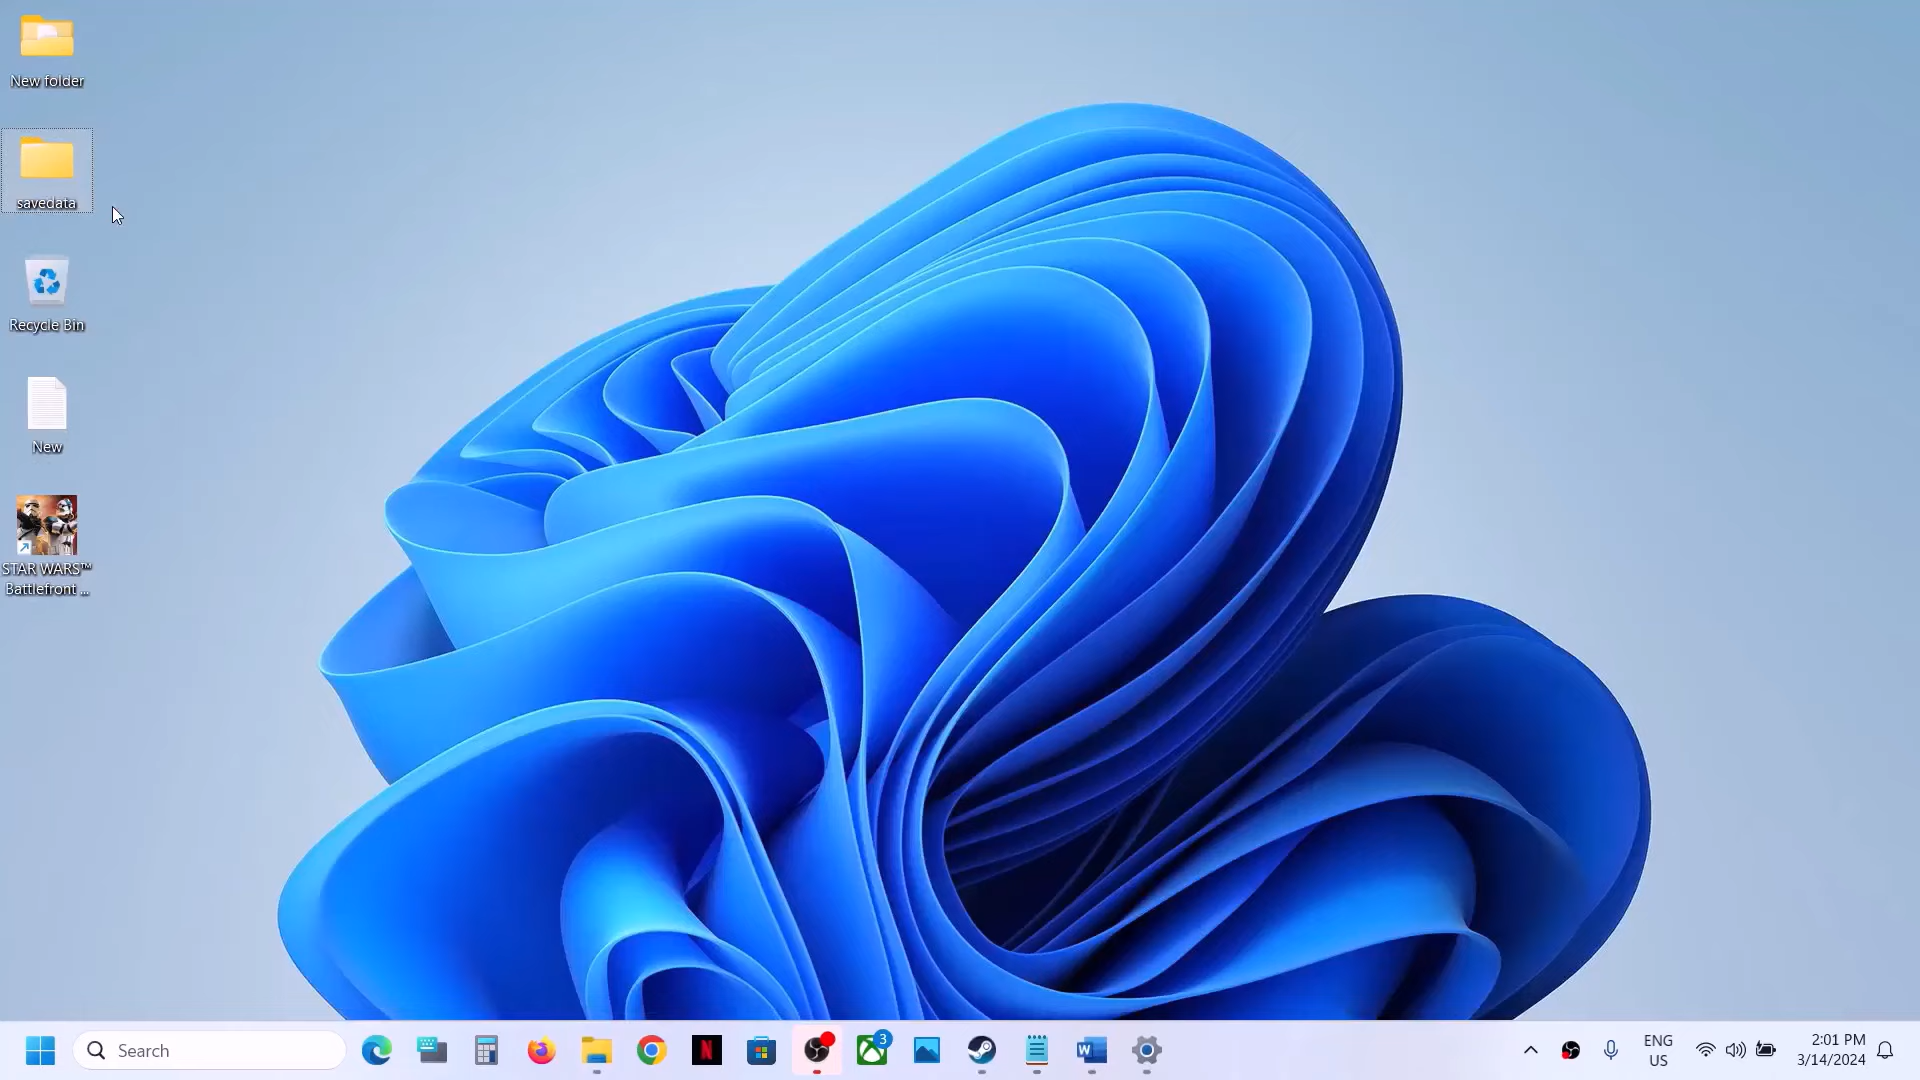 New folder
savedata
Recycle Bin
New
STAR WARS™
Battlefront ...
Search
N
3
W
ENG
US
2:01 PM
3/14/2024